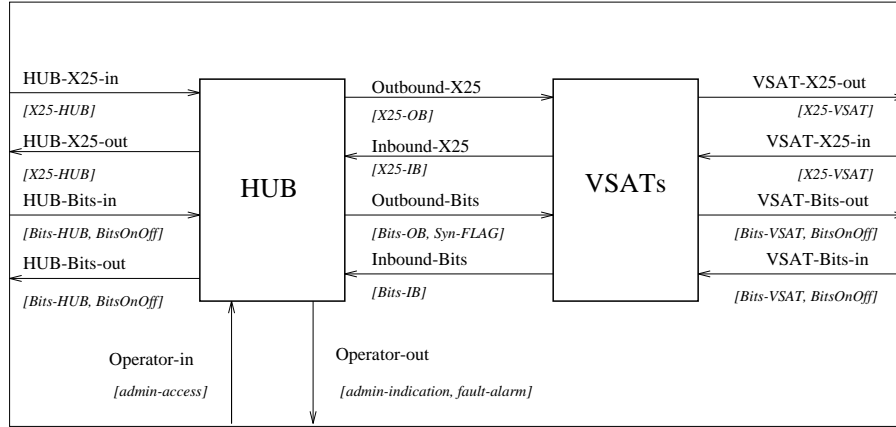 HUB-X25-in
[X25-HUB]
HUB-X25-out
[X25-HUB]
HUB-Bits-in
[Bits-HUB, BitsOnOff]
HUB-Bits-out
[Bits-HUB, BitsOnOff]
HUB
Outbound-X25
[X25-OB]
Inbound-X25
[X25-IB]
Outbound-Bits
[Bits-OB, Syn-FLAG]
Inbound-Bits
[Bits-IB]
VSATs
VSAT-X25-out
[X25-VSAT]
VSAT-X25-in
[X25-VSAT]
VSAT-Bits-out
[Bits-VSAT, BitsOnOff]
VSAT-Bits-in
[Bits-VSAT, BitsOnOff]
Operator-in
[admin-access]
Operator-out
[admin-indication, fault-alarm]